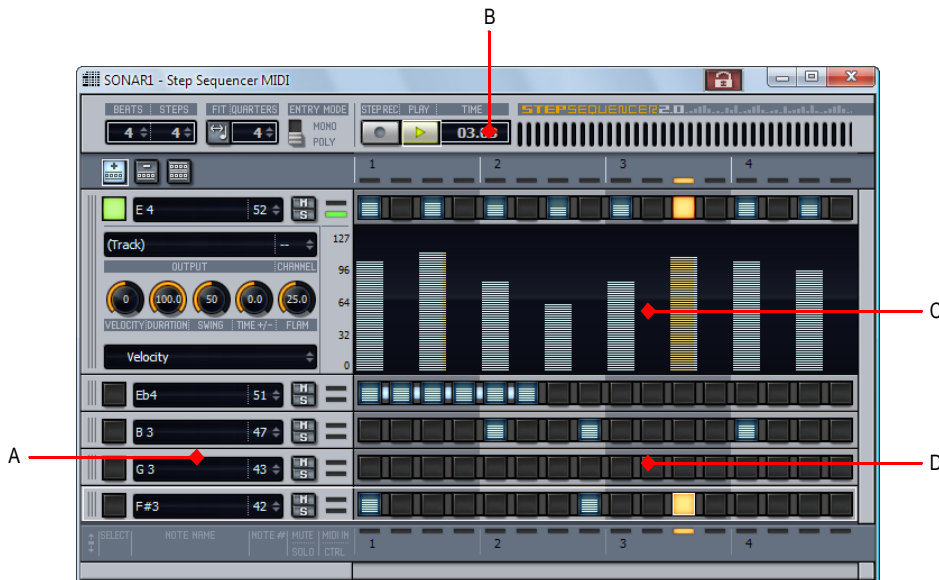 B
SONAR1 - Step Sequencer MIDI
BEATS STEPS FIT QUARTERS ENTRY MODE STEP REC PLAY TIME STEPSEQUENCER2.0
4 4 4 MONO
POLY
1 2 3 4
E 4 52 M S
(Track) -- 127
OUTPUT CHANNEL 96
0 100.0 50 0.0 25.0 64
VELOCITY DURATION SWING TIME +/- FLAM
32
Velocity 0
C
Eb4 51 M S
B 3 47 M S
A
G 3 43 M S
D
F#3 42 M S
SELECT NOTE NAME NOTE # MUTE MIDI IN
SOLO CTRL
1 2 3 4